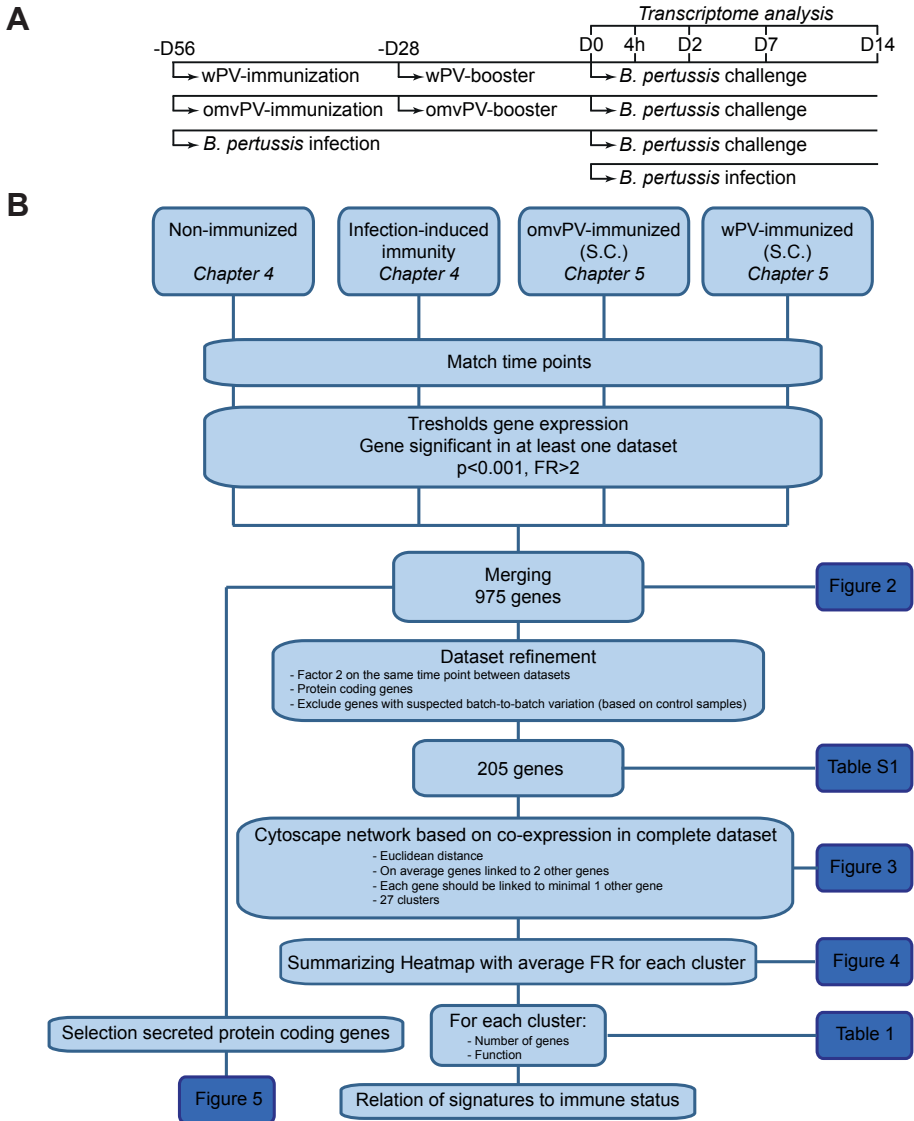 A
Transcriptome analysis
-D56 -D28 D0 4h D2 D7 D14
wPV-immunization wPV-booster B. pertussis challenge
omvPV-immunization omvPV-booster B. pertussis challenge
B. pertussis infection B. pertussis challenge
B. pertussis infection
B
Non-immunized
Chapter 4
Infection-induced
immunity
Chapter 4
omvPV-immunized
(S.C.)
Chapter 5
wPV-immunized
(S.C.)
Chapter 5
Match time points
Tresholds gene expression
Gene significant in at least one dataset
p<0.001, FR>2
Merging
975 genes
Figure 2
Dataset refinement
- Factor 2 on the same time point between datasets
- Protein coding genes
- Exclude genes with suspected batch-to-batch variation (based on control samples)
205 genes
Table S1
Cytoscape network based on co-expression in complete dataset
- Euclidean distance
- On average genes linked to 2 other genes
- Each gene should be linked to minimal 1 other gene
- 27 clusters
Figure 3
Summarizing Heatmap with average FR for each cluster
Figure 4
Selection secreted protein coding genes
For each cluster:
- Number of genes
- Function
Table 1
Figure 5
Relation of signatures to immune status